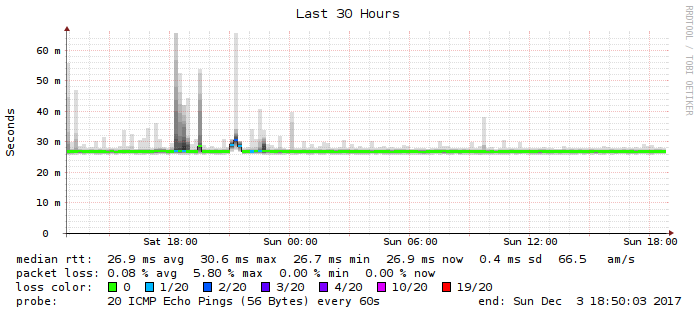 Last 30 Hours
RRDTOOL / TOBI OETIKER
Seconds
60 m
50 m
40 m
30 m
20 m
10 m
0
Sat 18:00 Sun 00:00 Sun 06:00 Sun 12:00 Sun 18:00
median rtt: 26.9 ms avg 30.6 ms max 26.7 ms min 26.9 ms now 0.4 ms sd 66.5 am/s
packet loss: 0.08 % avg 5.80 % max 0.00 % min 0.00 % now
loss color: 0 1/20 2/20 3/20 4/20 10/20 19/20
probe: 20 ICMP Echo Pings (56 Bytes) every 60s end: Sun Dec 3 18:50:03 2017